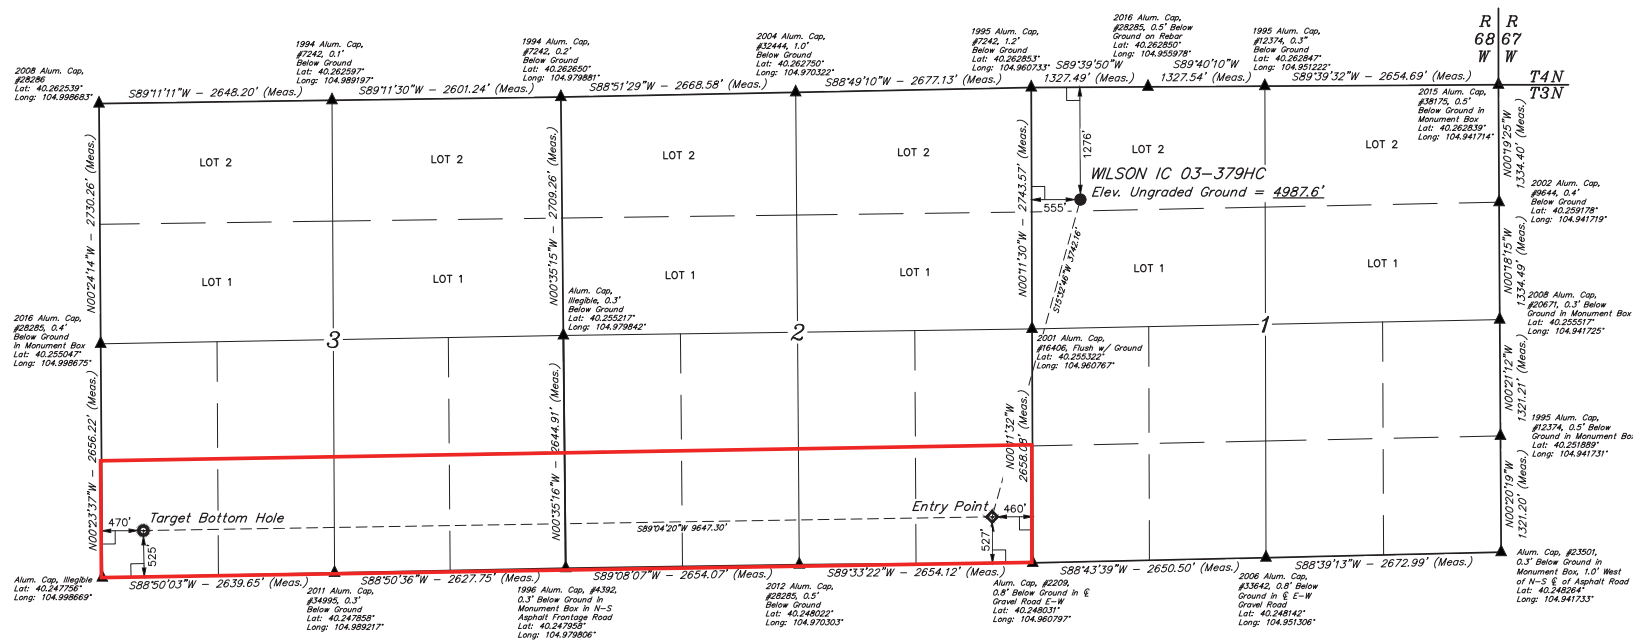 R R
68 67
W W
T4N
T3N
2008 Alum. Cap,
#28286
Lat: 40.262539°
Long: 104.998683°
1994 Alum. Cap,
#7242, 0.1'
Below Ground
Lat: 40.262597°
Long: 104.989197°
1994 Alum. Cap,
#7242, 0.2'
Below Ground
Lat: 40.262650°
Long: 104.979881°
2004 Alum. Cap,
#32444, 1.0'
Below Ground
Lat: 40.262750°
Long: 104.970322°
1995 Alum. Cap,
#7242, 1.2'
Below Ground
Lat: 40.262853°
Long: 104.960733°
2016 Alum. Cap,
#28285, 0.5' Below
Ground on Rebar
Lat: 40.262850°
Long: 104.955978°
1995 Alum. Cap,
#12374, 0.3"
Below Ground
Lat: 40.262847°
Long: 104.951222°
S89°11'11"W - 2648.20' (Meas.)
S89°11'30"W - 2601.24' (Meas.)
S88°51'29"W - 2668.58' (Meas.)
S88°49'10"W - 2677.13' (Meas.)
S89°39'50"W
1327.49' (Meas.)
S89°40'10"W
1327.54' (Meas.)
S89°39'32"W - 2654.69' (Meas.)
2015 Alum. Cap,
#38175, 0.5'
Below Ground in
Monument Box
Lat: 40.262839°
Long: 104.941714°
N00°24'14"W - 2730.26' (Meas.)
N00°35'15"W - 2709.26' (Meas.)
N00°11'30"W - 2743.57' (Meas.)
N00°19'25"W
1334.40' (Meas.)
LOT 2
LOT 2
LOT 2
LOT 2
LOT 2
LOT 2
1276'
WILSON IC 03-379HC
Elev. Ungraded Ground = 4987.6'
555'
2002 Alum. Cap,
#9644, 0.4'
Below Ground
Lat: 40.259178°
Long: 104.941719°
S15°32'46"W 3742.16'
LOT 1
LOT 1
LOT 1
LOT 1
LOT 1
LOT 1
N00°18'15"W
1334.49' (Meas.)
Alum. Cap,
Illegible, 0.3'
Below Ground
Lat: 40.255217°
Long: 104.979842°
2008 Alum. Cap,
#20671, 0.3' Below
Ground in Monument Box
Lat: 40.255517°
Long: 104.941725°
2016 Alum. Cap,
#28285, 0.4'
Below Ground
in Monument Box
Lat: 40.255047°
Long: 104.998675°
3
2
1
2001 Alum. Cap,
#16406, Flush w/ Ground
Lat: 40.255322°
Long: 104.960767°
N00°23'37"W - 2656.22' (Meas.)
N00°35'16"W - 2644.91' (Meas.)
N00°11'32"W
2658.08' (Meas.)
N00°21'12"W
1321.21' (Meas.)
1995 Alum. Cap,
#12374, 0.5' Below
Ground in Monument Box
Lat: 40.251889°
Long: 104.941731°
N00°20'19"W
1321.20' (Meas.)
470'
Target Bottom Hole
525'
S89°04'20"W 9647.30'
Entry Point
460'
527'
Alum. Cap, Illegible
Lat: 40.247756°
Long: 104.998669°
S88°50'03"W - 2639.65' (Meas.)
S88°50'36"W - 2627.75' (Meas.)
S89°08'07"W - 2654.07' (Meas.)
S89°33'22"W - 2654.12' (Meas.)
S88°43'39"W - 2650.50' (Meas.)
S88°39'13"W - 2672.99' (Meas.)
2011 Alum. Cap,
#34995, 0.3'
Below Ground
Lat: 40.247858°
Long: 104.989217°
1996 Alum. Cap, #4392,
0.3' Below Ground in
Monument Box in N-S
Asphalt Frontage Road
Lat: 40.247958°
Long: 104.979806°
2012 Alum. Cap,
#28285, 0.5'
Below Ground
Lat: 40.248022°
Long: 104.970303°
Alum. Cap, #2209,
0.8' Below Ground in ℄
Gravel Road E-W
Lat: 40.248031°
Long: 104.960797°
2006 Alum. Cap,
#33642, 0.8' Below
Ground in ℄ E-W
Gravel Road
Lat: 40.248142°
Long: 104.951306°
Alum. Cap, #23501,
0.3' Below Ground in
Monument Box, 1.0' West
of N-S ℄ of Asphalt Road
Lat: 40.248264°
Long: 104.941733°